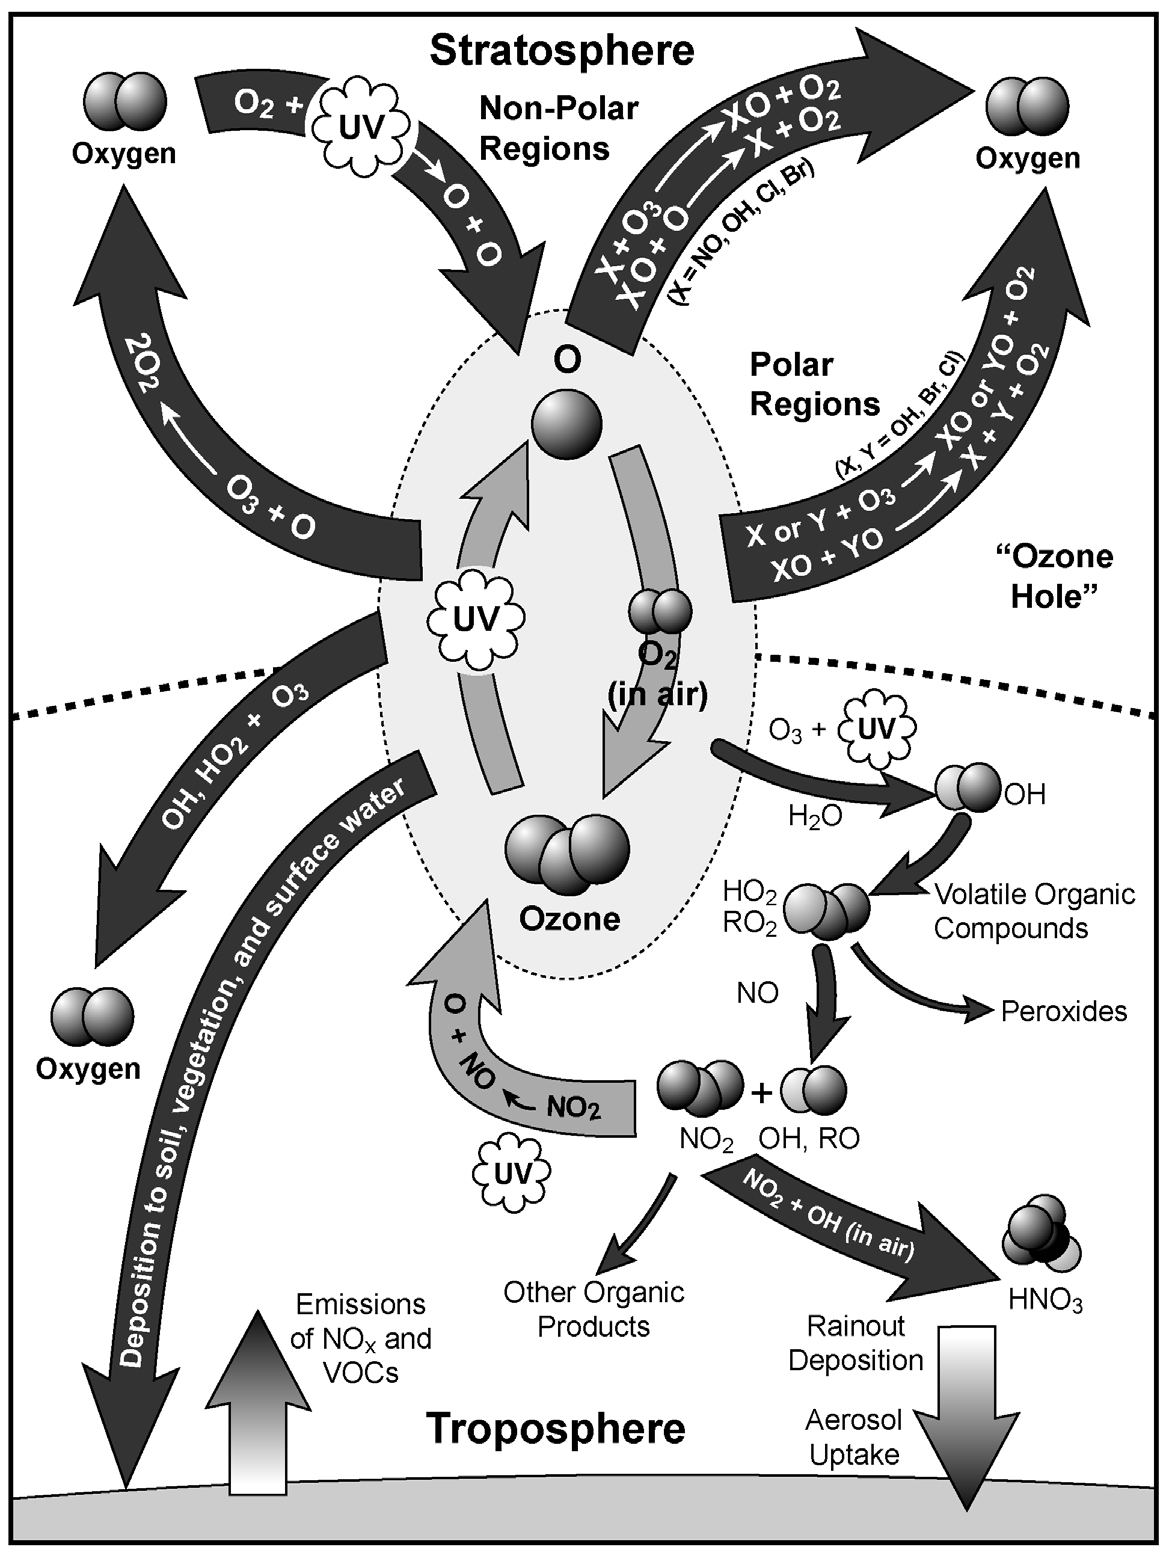 Stratosphere
Non-Polar
Regions
Oxygen
O₂ + UV → O + O
X + O₃ → XO + O₂
XO + O → X + O₂
(X = NO, OH, Cl, Br)
Oxygen
O₃ + O → 2O₂
O
Polar
Regions
(X, Y = OH, Br, Cl)
X or Y + O₃ → XO or YO + O₂
XO + YO → X + Y + O₂
“Ozone
Hole”
UV
O₂
(in air)
Ozone
OH, HO₂ + O₃
Oxygen
Deposition to soil, vegetation, and surface water
O₃ + UV
H₂O
OH
HO₂
RO₂
Volatile Organic
Compounds
NO
Peroxides
NO₂ → NO + O
UV
+
NO₂
OH, RO
NO₂ + OH (in air)
HNO₃
Other Organic
Products
Emissions
of NOₓ and
VOCs
Rainout
Deposition
Aerosol
Uptake
Troposphere